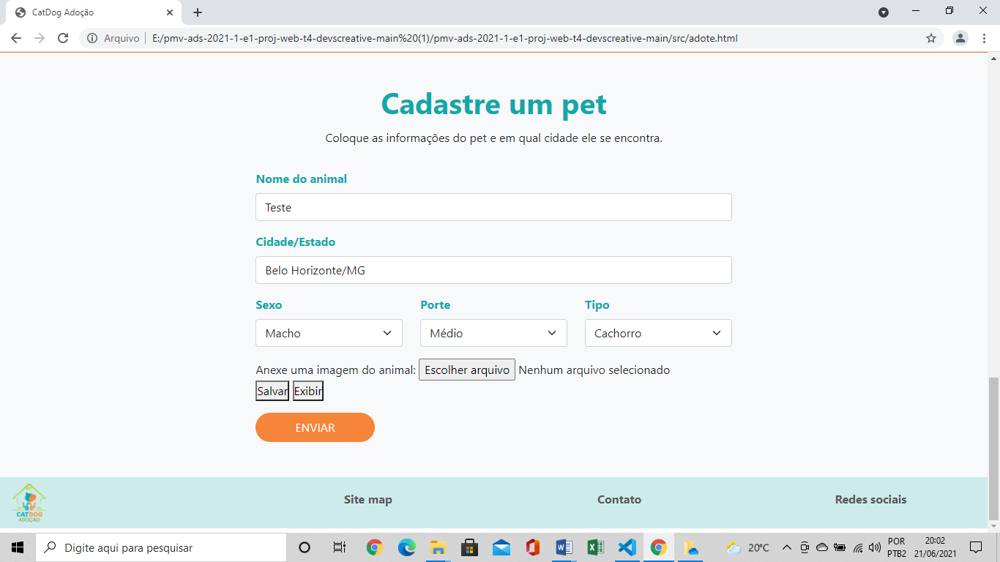 CatDog Adoção
Arquivo
E:/pmv-ads-2021-1-e1-proj-web-t4-devscreative-main%20(1)/pmv-ads-2021-1-e1-proj-web-t4-devscreative-main/src/adote.html
Cadastre um pet
Coloque as informações do pet e em qual cidade ele se encontra.
Nome do animal
Teste
Cidade/Estado
Belo Horizonte/MG
Sexo Porte Tipo
Macho Médio Cachorro
Anexe uma imagem do animal: Escolher arquivo Nenhum arquivo selecionado
Salvar Exibir
ENVIAR
CATDOG
ADOÇÃO
Site map Contato Redes sociais
Digite aqui para pesquisar
20°C
POR
PTB2
20:02
21/06/2021